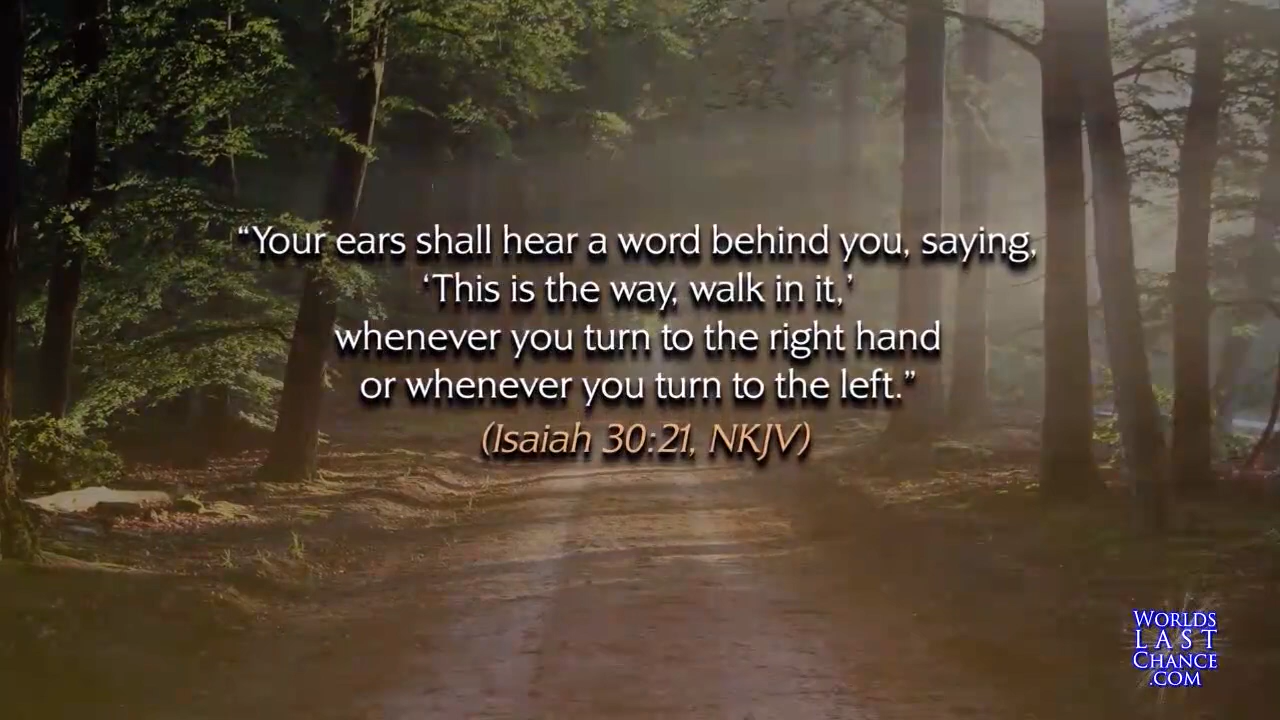 “Your ears shall hear a word behind you, saying,
‘This is the way, walk in it,’
whenever you turn to the right hand
or whenever you turn to the left.”
(Isaiah 30:21, NKJV)
WORLDS
LAST
CHANCE
.COM